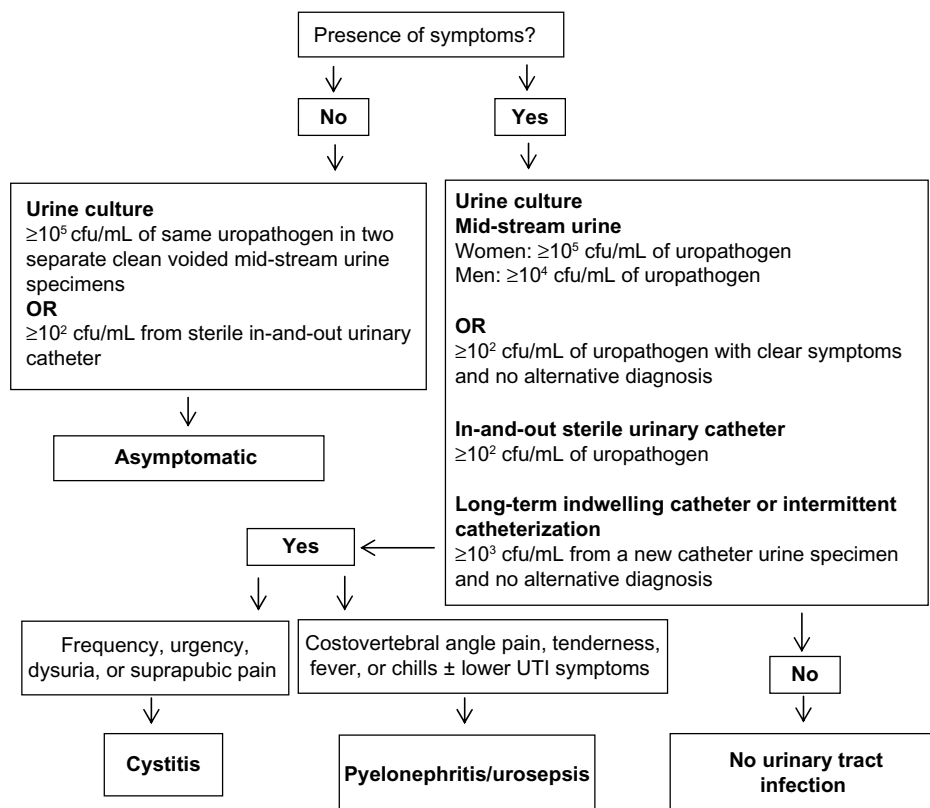 Presence of symptoms?
No
Yes
Urine culture
≥10⁵ cfu/mL of same uropathogen in two
separate clean voided mid-stream urine
specimens
OR
≥10² cfu/mL from sterile in-and-out urinary
catheter
Asymptomatic
Urine culture
Mid-stream urine
Women: ≥10⁵ cfu/mL of uropathogen
Men: ≥10⁴ cfu/mL of uropathogen
OR
≥10² cfu/mL of uropathogen with clear symptoms
and no alternative diagnosis
In-and-out sterile urinary catheter
≥10² cfu/mL of uropathogen
Long-term indwelling catheter or intermittent
catheterization
≥10³ cfu/mL from a new catheter urine specimen
and no alternative diagnosis
Yes
Frequency, urgency,
dysuria, or suprapubic pain
Costovertebral angle pain, tenderness,
fever, or chills ± lower UTI symptoms
No
Cystitis
Pyelonephritis/urosepsis
No urinary tract
infection